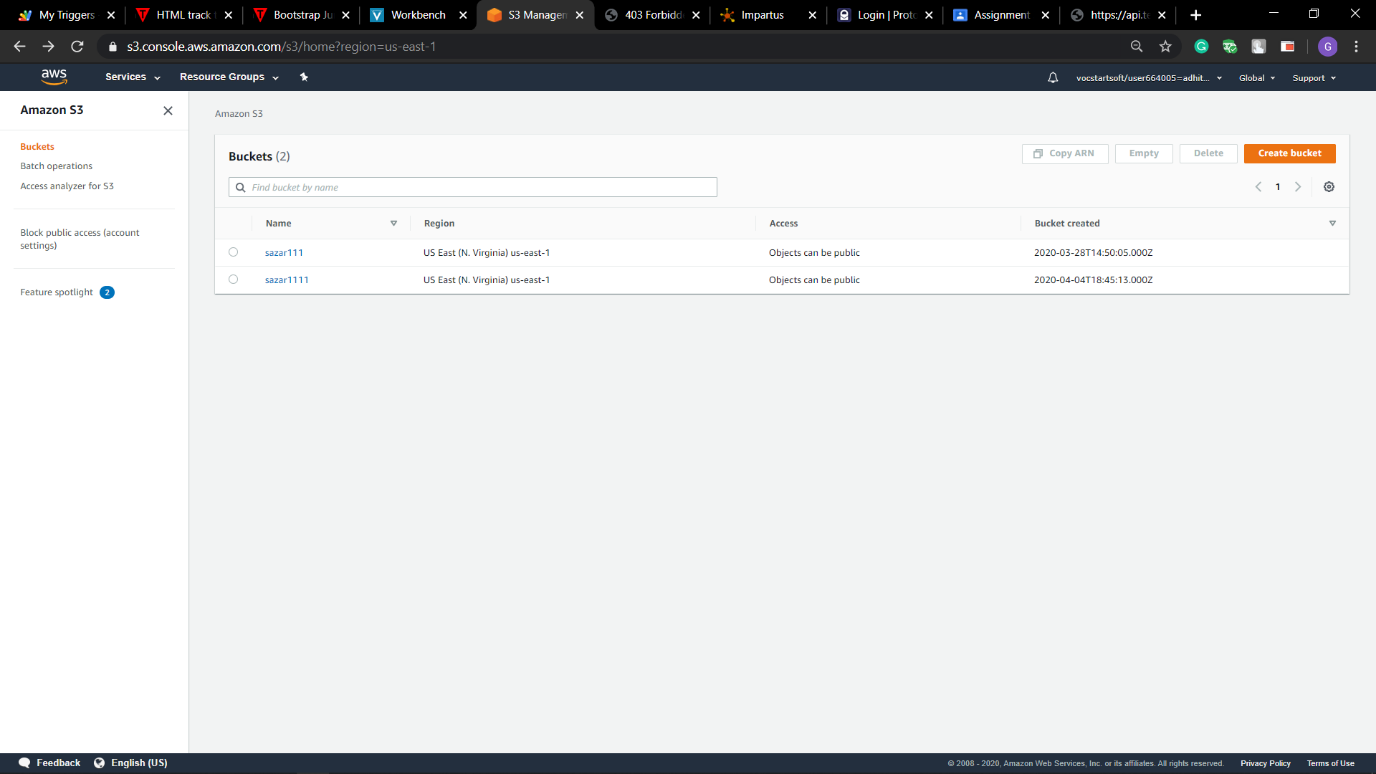 My Triggers
HTML track
Bootstrap Ju
Workbench
S3 Managem
403 Forbidd
Impartus
Login | Proto
Assignment
https://api.te
s3.console.aws.amazon.com/s3/home?region=us-east-1
G
aws
Services
Resource Groups
vocstartsoft/user664005=adhit...
Global
Support
Amazon S3
Buckets
Batch operations
Access analyzer for S3
Block public access (account
settings)
Feature spotlight 2
Amazon S3
Buckets (2)
Copy ARN
Empty
Delete
Create bucket
Find bucket by name
1
Name
Region
Access
Bucket created
sazar111 US East (N. Virginia) us-east-1 Objects can be public 2020-03-28T14:50:05.000Z
sazar1111 US East (N. Virginia) us-east-1 Objects can be public 2020-04-04T18:45:13.000Z
Feedback
English (US)
© 2008 - 2020, Amazon Web Services, Inc. or its affiliates. All rights reserved.
Privacy Policy
Terms of Use